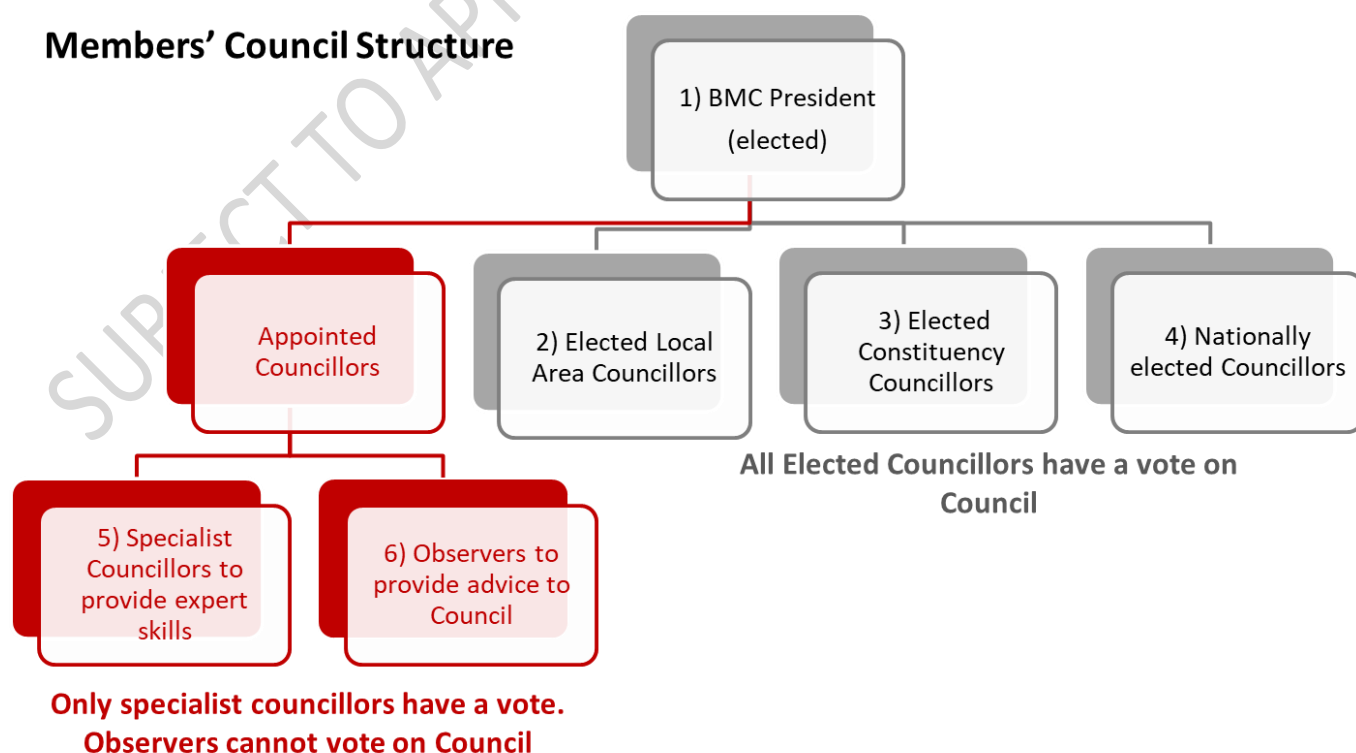 Members’ Council Structure
1) BMC President
(elected)
Appointed
Councillors
2) Elected Local
Area Councillors
3) Elected
Constituency
Councillors
4) Nationally
elected Councillors
All Elected Councillors have a vote on
Council
5) Specialist
Councillors to
provide expert
skills
6) Observers to
provide advice to
Council
Only specialist councillors have a vote.
Observers cannot vote on Council
TO